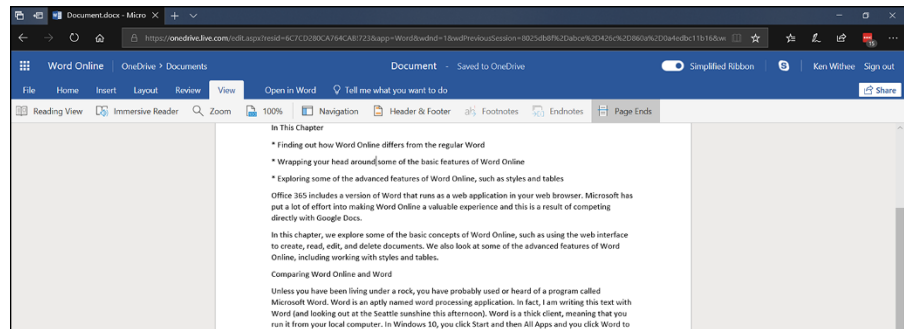 Document.docx - Micro
https://onedrive.live.com/edit.aspx?resid=6C7CD280CA764CAB!723&app=Word&wdnd=1&wdPreviousSession=
15
Word Online
OneDrive > Documents
Document - Saved to OneDrive
Simplified Ribbon
Ken Withee Sign out
File Home Insert Layout Review View Open in Word Tell me what you want to do
Share
Reading View Immersive Reader Zoom 100% Navigation Header & Footer Footnotes Endnotes Page Ends
In This Chapter
* Finding out how Word Online differs from the regular Word
* Wrapping your head around some of the basic features of Word Online
* Exploring some of the advanced features of Word Online, such as styles and tables
Office 365 includes a version of Word that runs as a web application in your web browser. Microsoft has
put a lot of effort into making Word Online a valuable experience and this is a result of competing
directly with Google Docs.
In this chapter, we explore some of the basic concepts of Word Online, such as using the web interface
to create, read, edit, and delete documents. We also look at some of the advanced features of Word
Online, including working with styles and tables.
Comparing Word Online and Word
Unless you have been living under a rock, you have probably used or heard of a program called
Microsoft Word. Word is an aptly named word processing application. In fact, I am writing this text with
Word (and looking out at the Seattle sunshine this afternoon). Word is a thick client, meaning that you
run it from your local computer. In Windows 10, you click Start and then All Apps and you click Word to